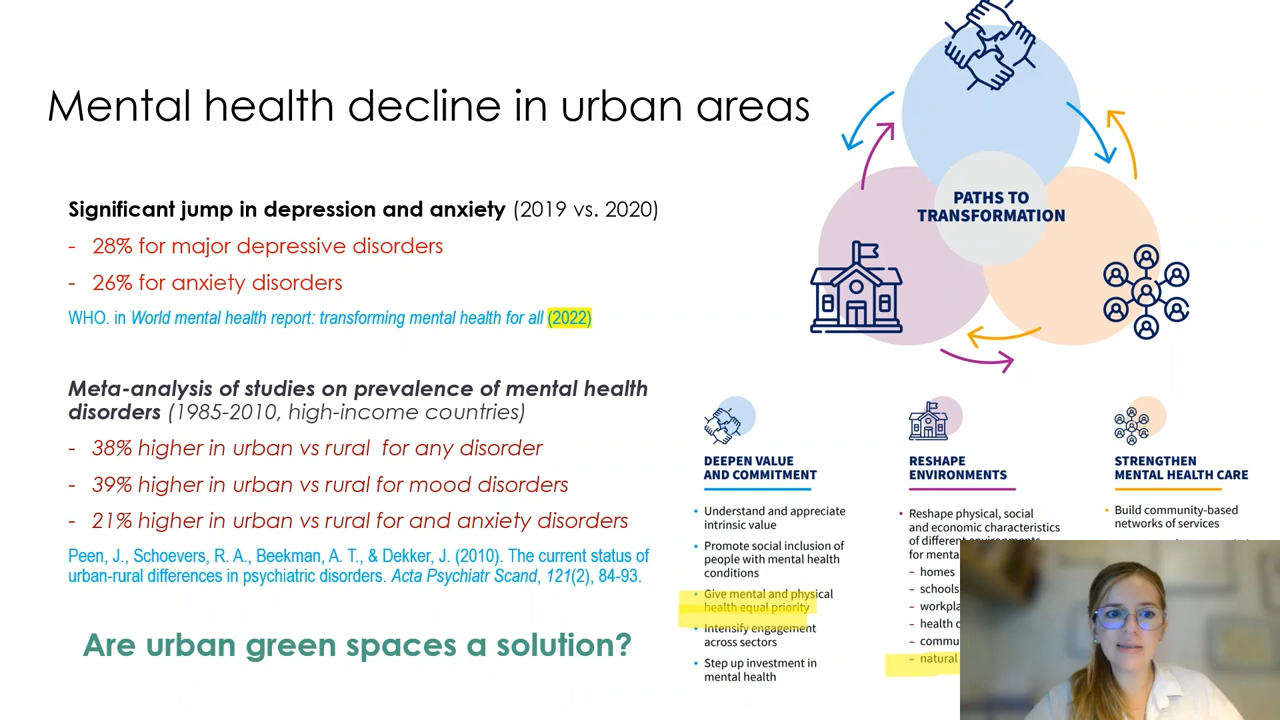 Mental health decline in urban areas
Significant jump in depression and anxiety (2019 vs. 2020)
- 28% for major depressive disorders
- 26% for anxiety disorders
WHO. in World mental health report: transforming mental health for all (2022)
Meta-analysis of studies on prevalence of mental health
disorders (1985-2010, high-income countries)
- 38% higher in urban vs rural for any disorder
- 39% higher in urban vs rural for mood disorders
- 21% higher in urban vs rural for and anxiety disorders
Peen, J., Schoevers, R. A., Beekman, A. T., & Dekker, J. (2010). The current status of
urban-rural differences in psychiatric disorders. Acta Psychiatr Scand, 121(2), 84-93.
Are urban green spaces a solution?
PATHS TO
TRANSFORMATION
DEEPEN VALUE
AND COMMITMENT
• Understand and appreciate
intrinsic value
• Promote social inclusion of
people with mental health
conditions
• Give mental and physical
health equal priority
• Intensify engagement
across sectors
• Step up investment in
mental health
RESHAPE
ENVIRONMENTS
• Reshape physical, social
and economic characteristics
of different environments
for menta
– homes
– schools
– workpla
– health c
– commu
– natural
STRENGTHEN
MENTAL HEALTH CARE
• Build community-based
networks of services